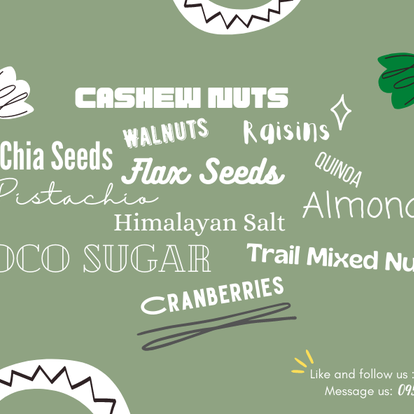 CASHEW NUTS
WALNUTS
Raisins
Chia Seeds
Flax Seeds
QUINOA
Pistachio
Almond
Himalayan Salt
OCO SUGAR
Trail Mixed Nu
CRANBERRIES
Like and follow us :
Message us: 09